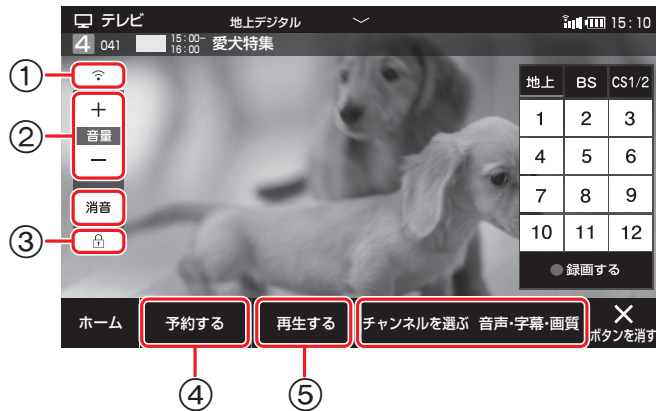 テレビ 地上デジタル 15:10
4 041 15:00-16:00 愛犬特集
①
②
＋
音量
－
消音
③
地上 BS CS1/2
1 2 3
4 5 6
7 8 9
10 11 12
●録画する
ホーム 予約する 再生する チャンネルを選ぶ 音声・字幕・画質 ボタンを消す
④ ⑤